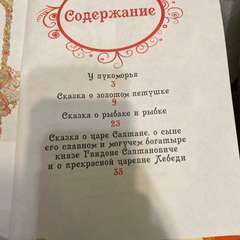 Содержание
У лукоморья
3
Сказка о золотом петушке
9
Сказка о рыбаке и рыбке
23
Сказка о царе Салтане, о сыне
его славном и могучем богатыре
князе Гвидоне Салтановиче
и о прекрасной царевне Лебеди
35